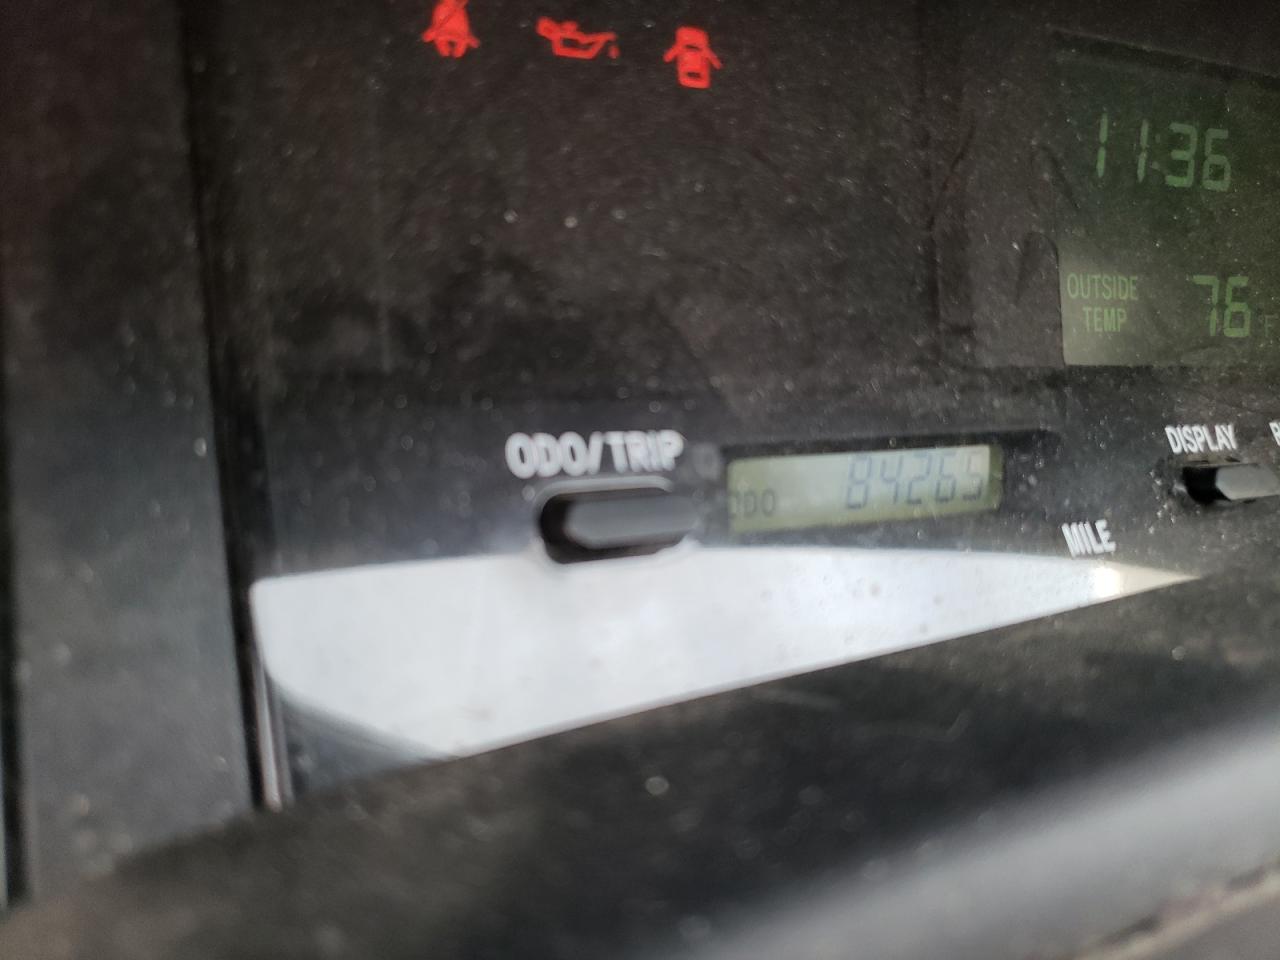 11:36
OUTSIDE
TEMP 76 F
ODO/TRIP
ODO 84265
DISPLAY
MILE